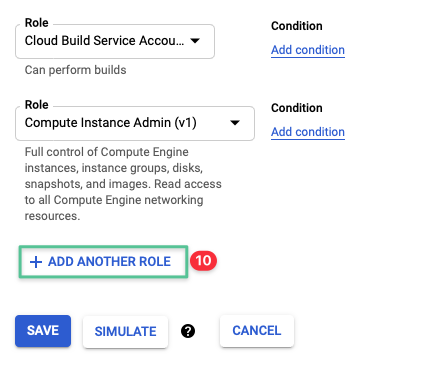 Role
Condition
Cloud Build Service Accou...
Add condition
Can perform builds
Role
Condition
Compute Instance Admin (v1)
Add condition
Full control of Compute Engine
instances, instance groups, disks,
snapshots, and images. Read access
to all Compute Engine networking
resources.
+ ADD ANOTHER ROLE 10
SAVE SIMULATE ? CANCEL